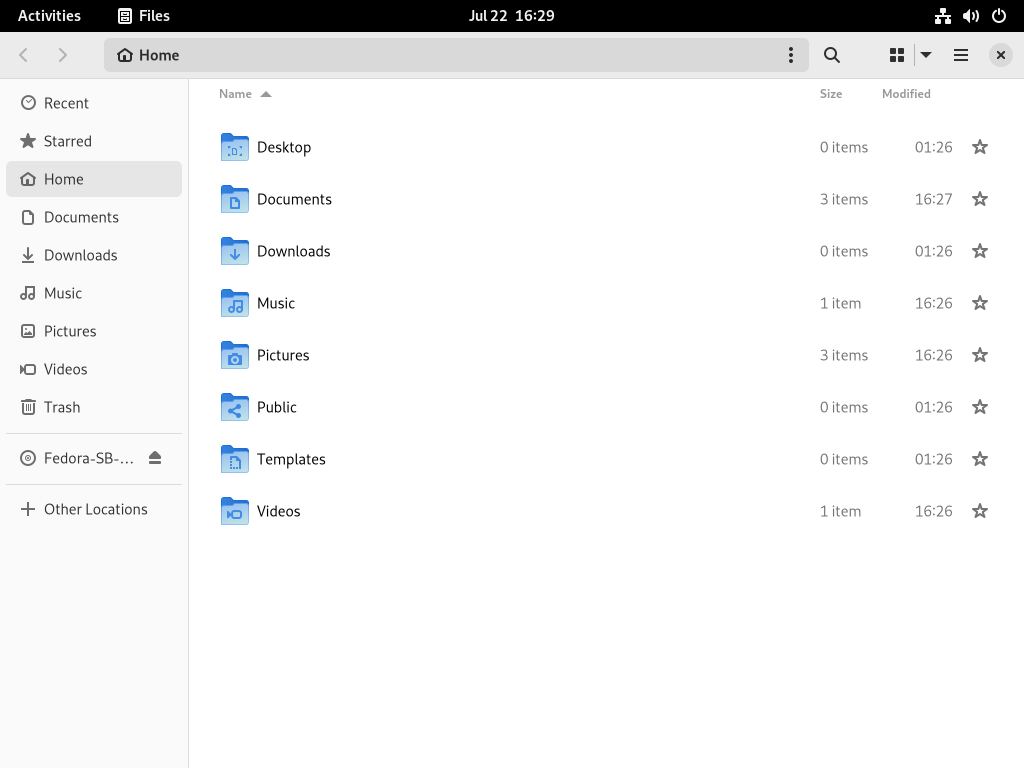 Activities Files Jul 22 16:29
Home
Name Size Modified
Recent
Starred
Home
Documents
Downloads
Music
Pictures
Videos
Trash
Fedora-SB-...
Other Locations
Desktop 0 items 01:26
Documents 3 items 16:27
Downloads 0 items 01:26
Music 1 item 16:26
Pictures 3 items 16:26
Public 0 items 01:26
Templates 0 items 01:26
Videos 1 item 16:26